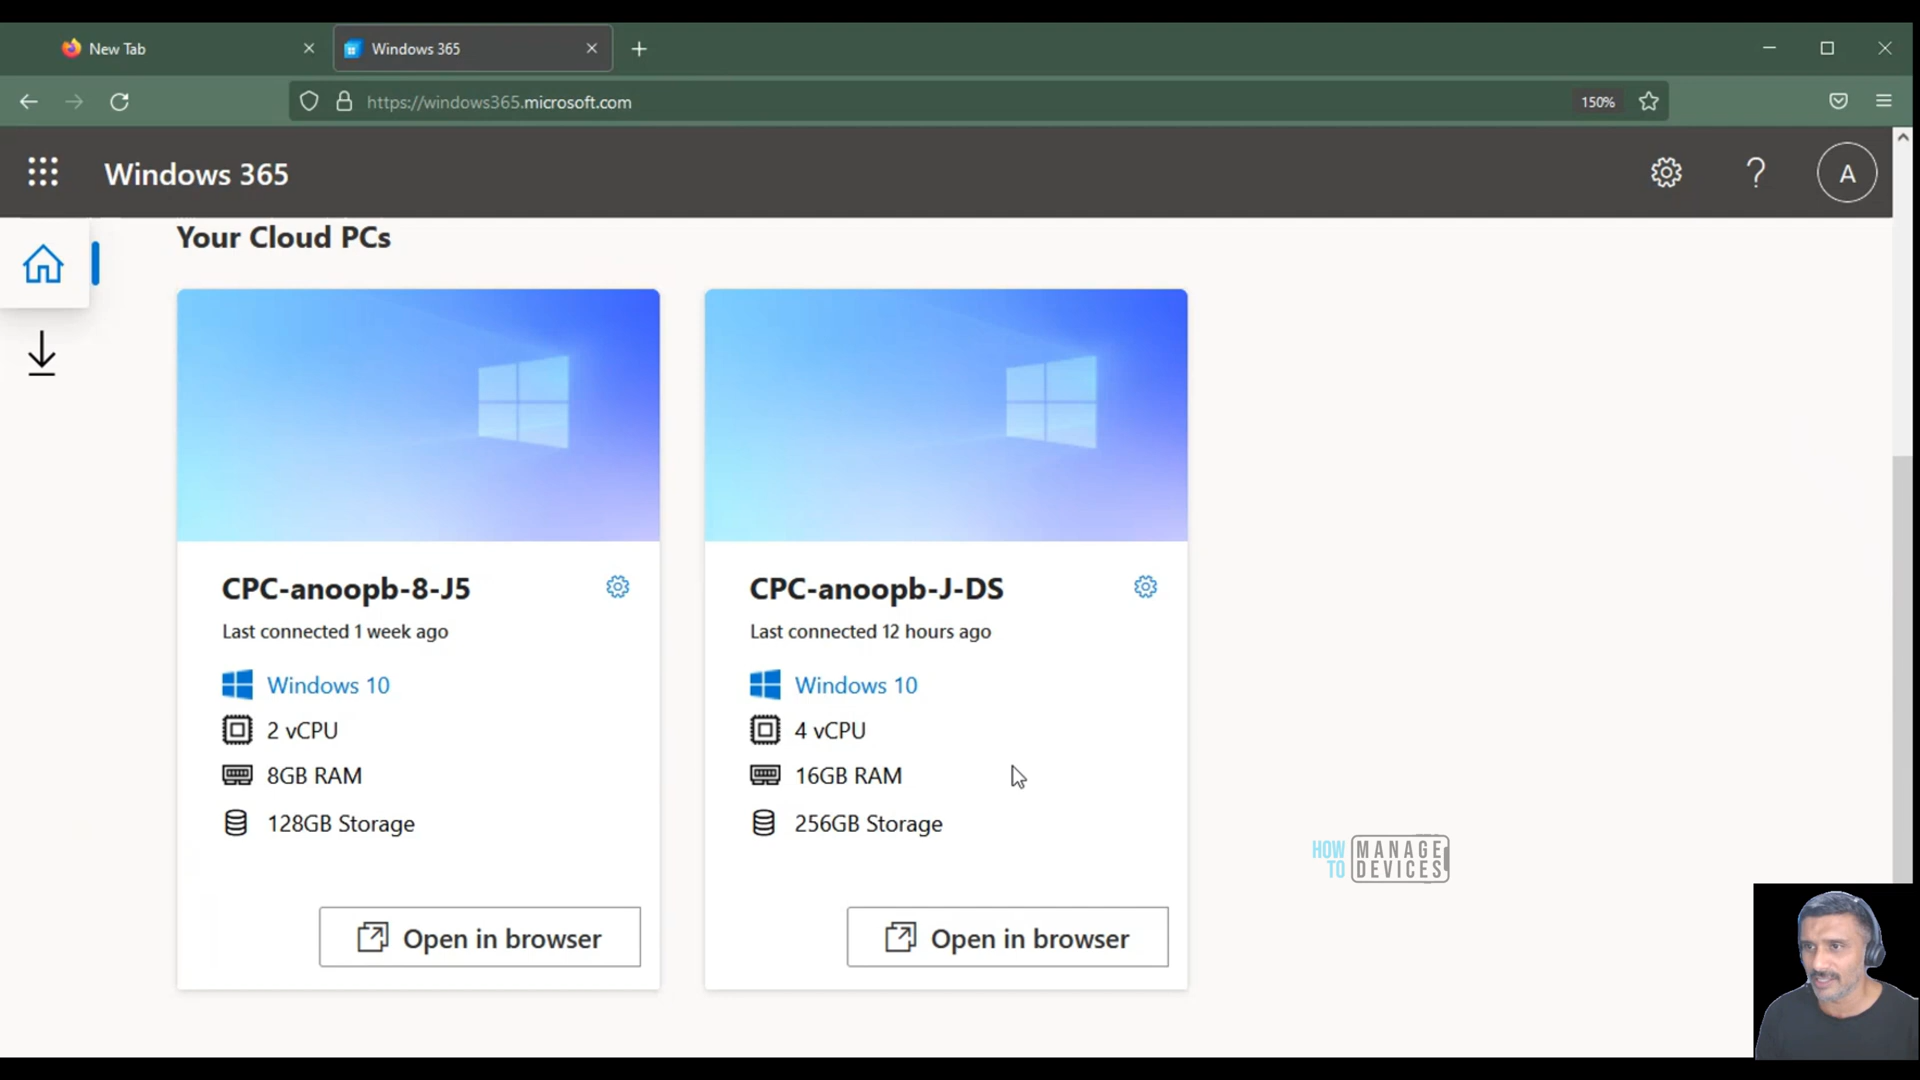 New Tab
Windows 365
https://windows365.microsoft.com
150%
Windows 365
?
A
Your Cloud PCs
CPC-anoopb-8-J5
Last connected 1 week ago
Windows 10
2 vCPU
8GB RAM
128GB Storage
Open in browser
CPC-anoopb-J-DS
Last connected 12 hours ago
Windows 10
4 vCPU
16GB RAM
256GB Storage
Open in browser
HOW TO
MANAGE
DEVICES